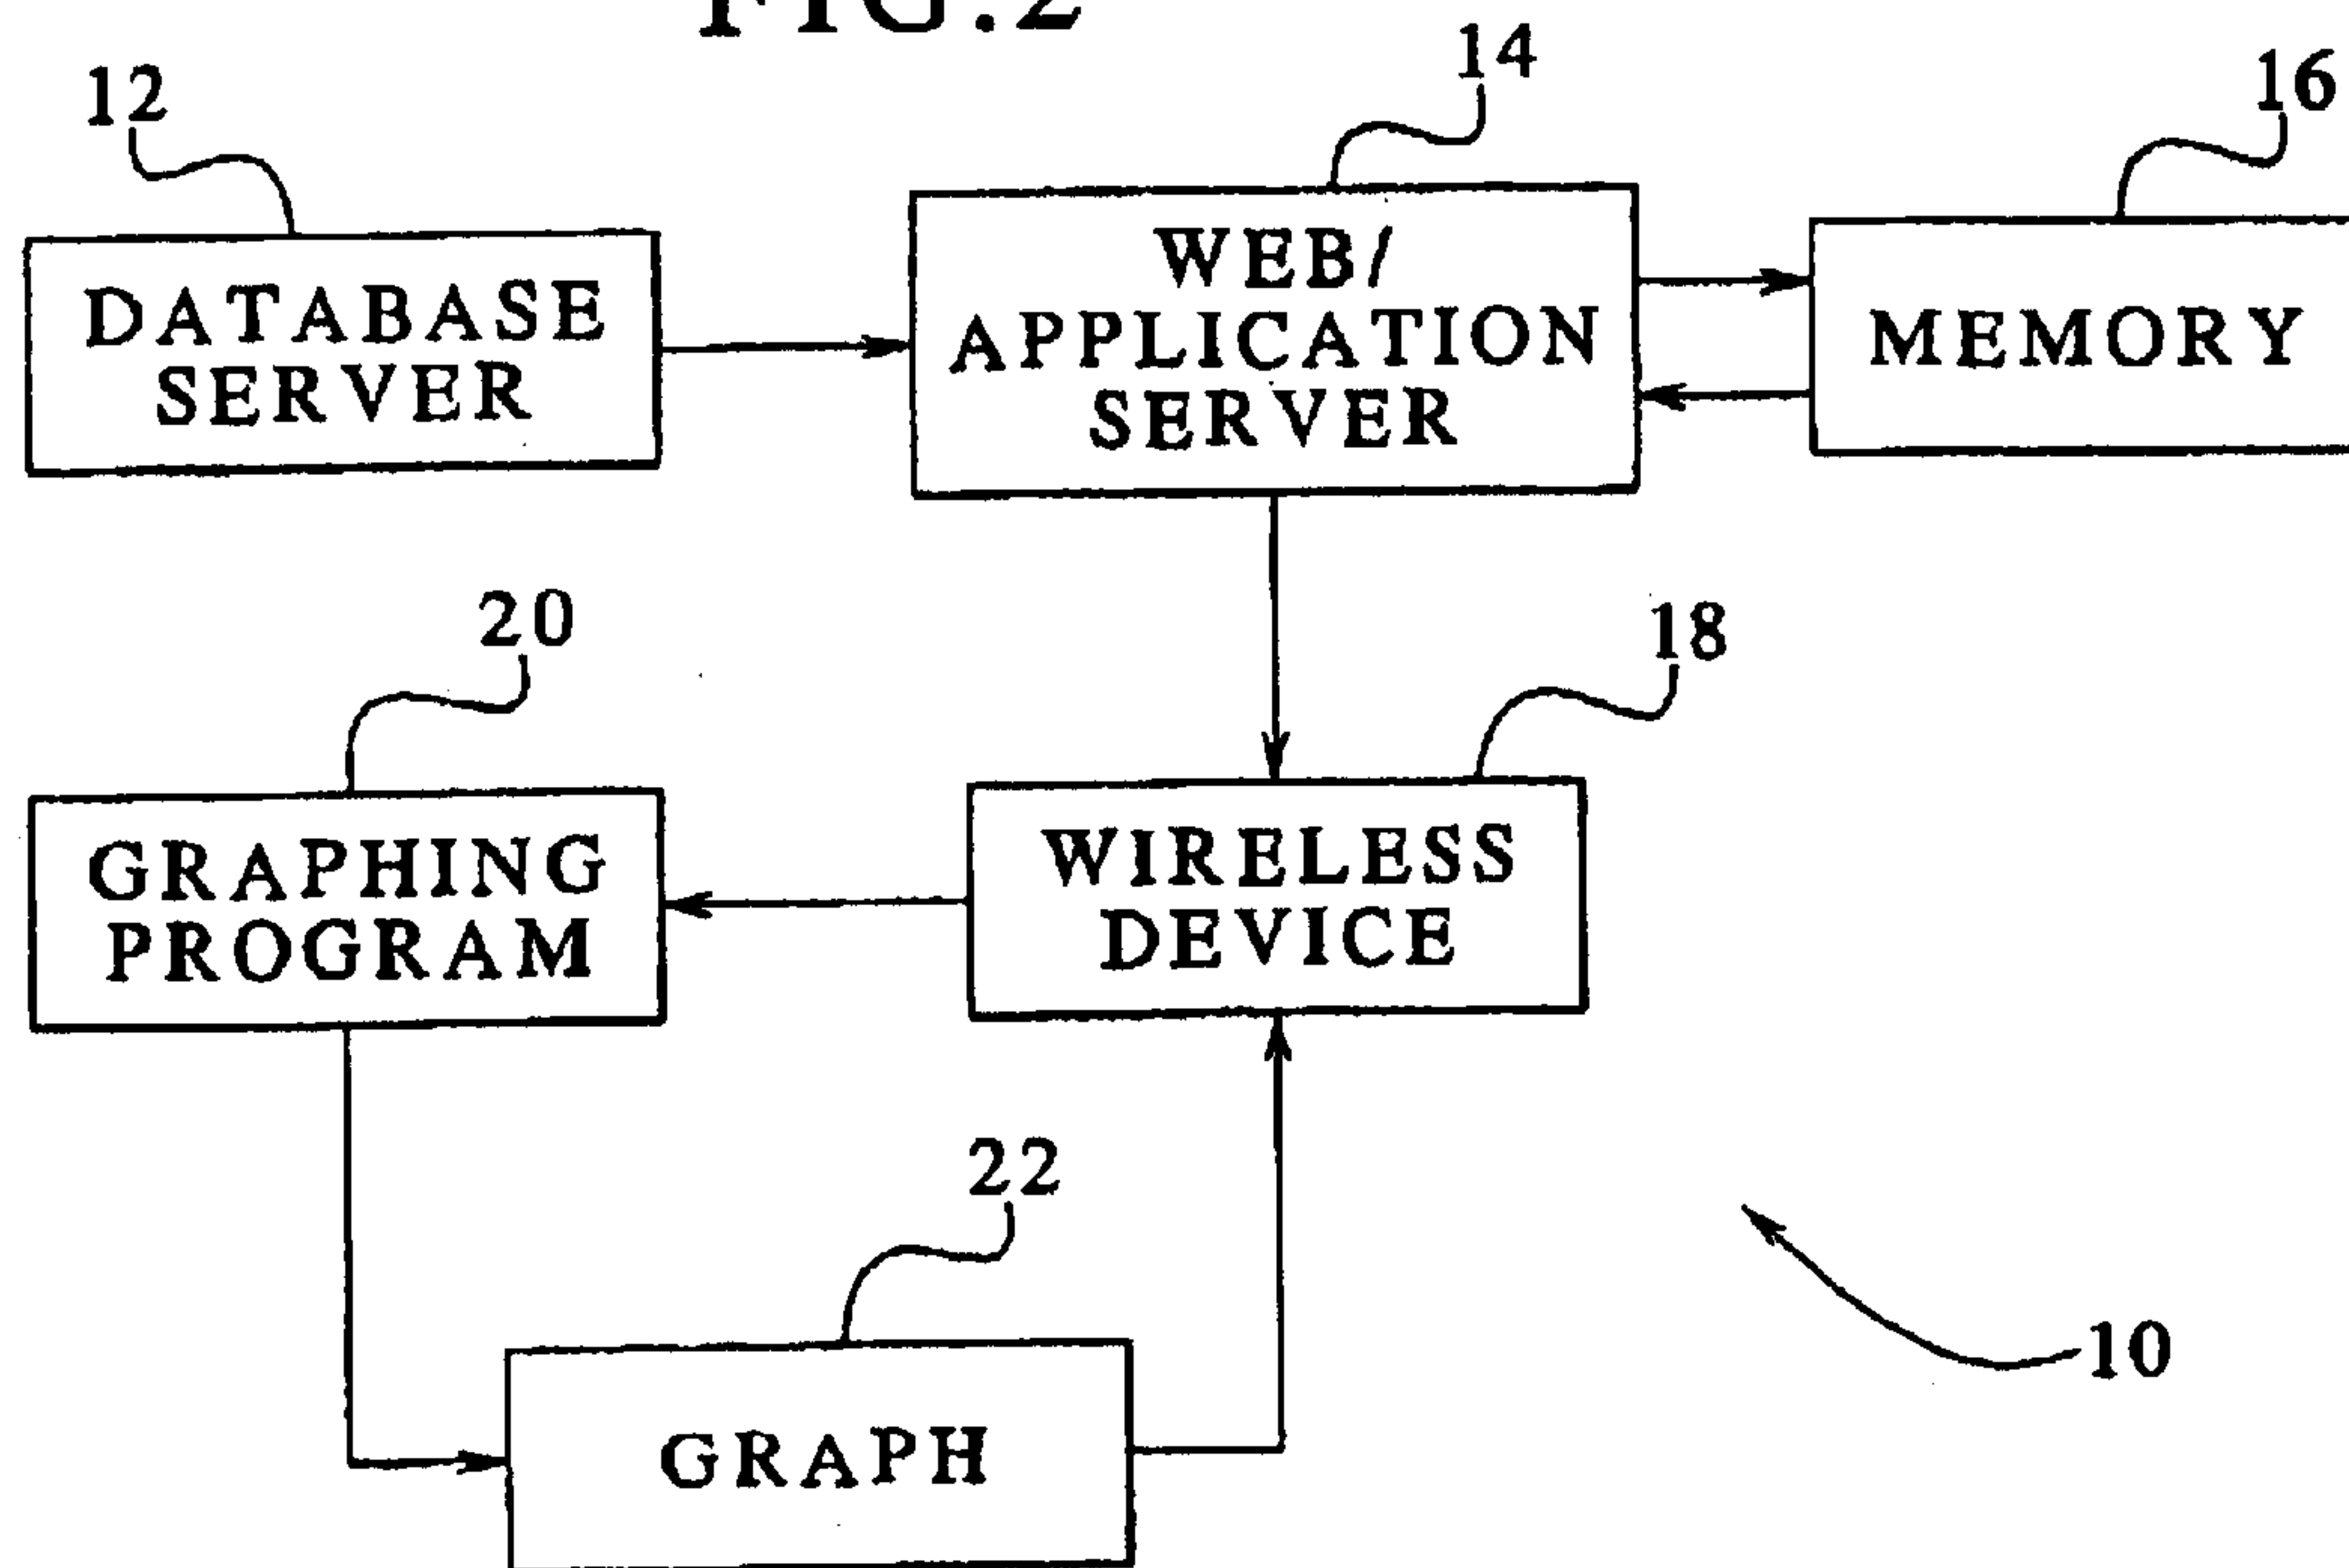 FIG.2
12
14
16
DATABASE
SERVER
WEB/
APPLICATION
SERVER
MEMORY
20
18
GRAPHING
PROGRAM
WIRELESS
DEVICE
22
10
GRAPH